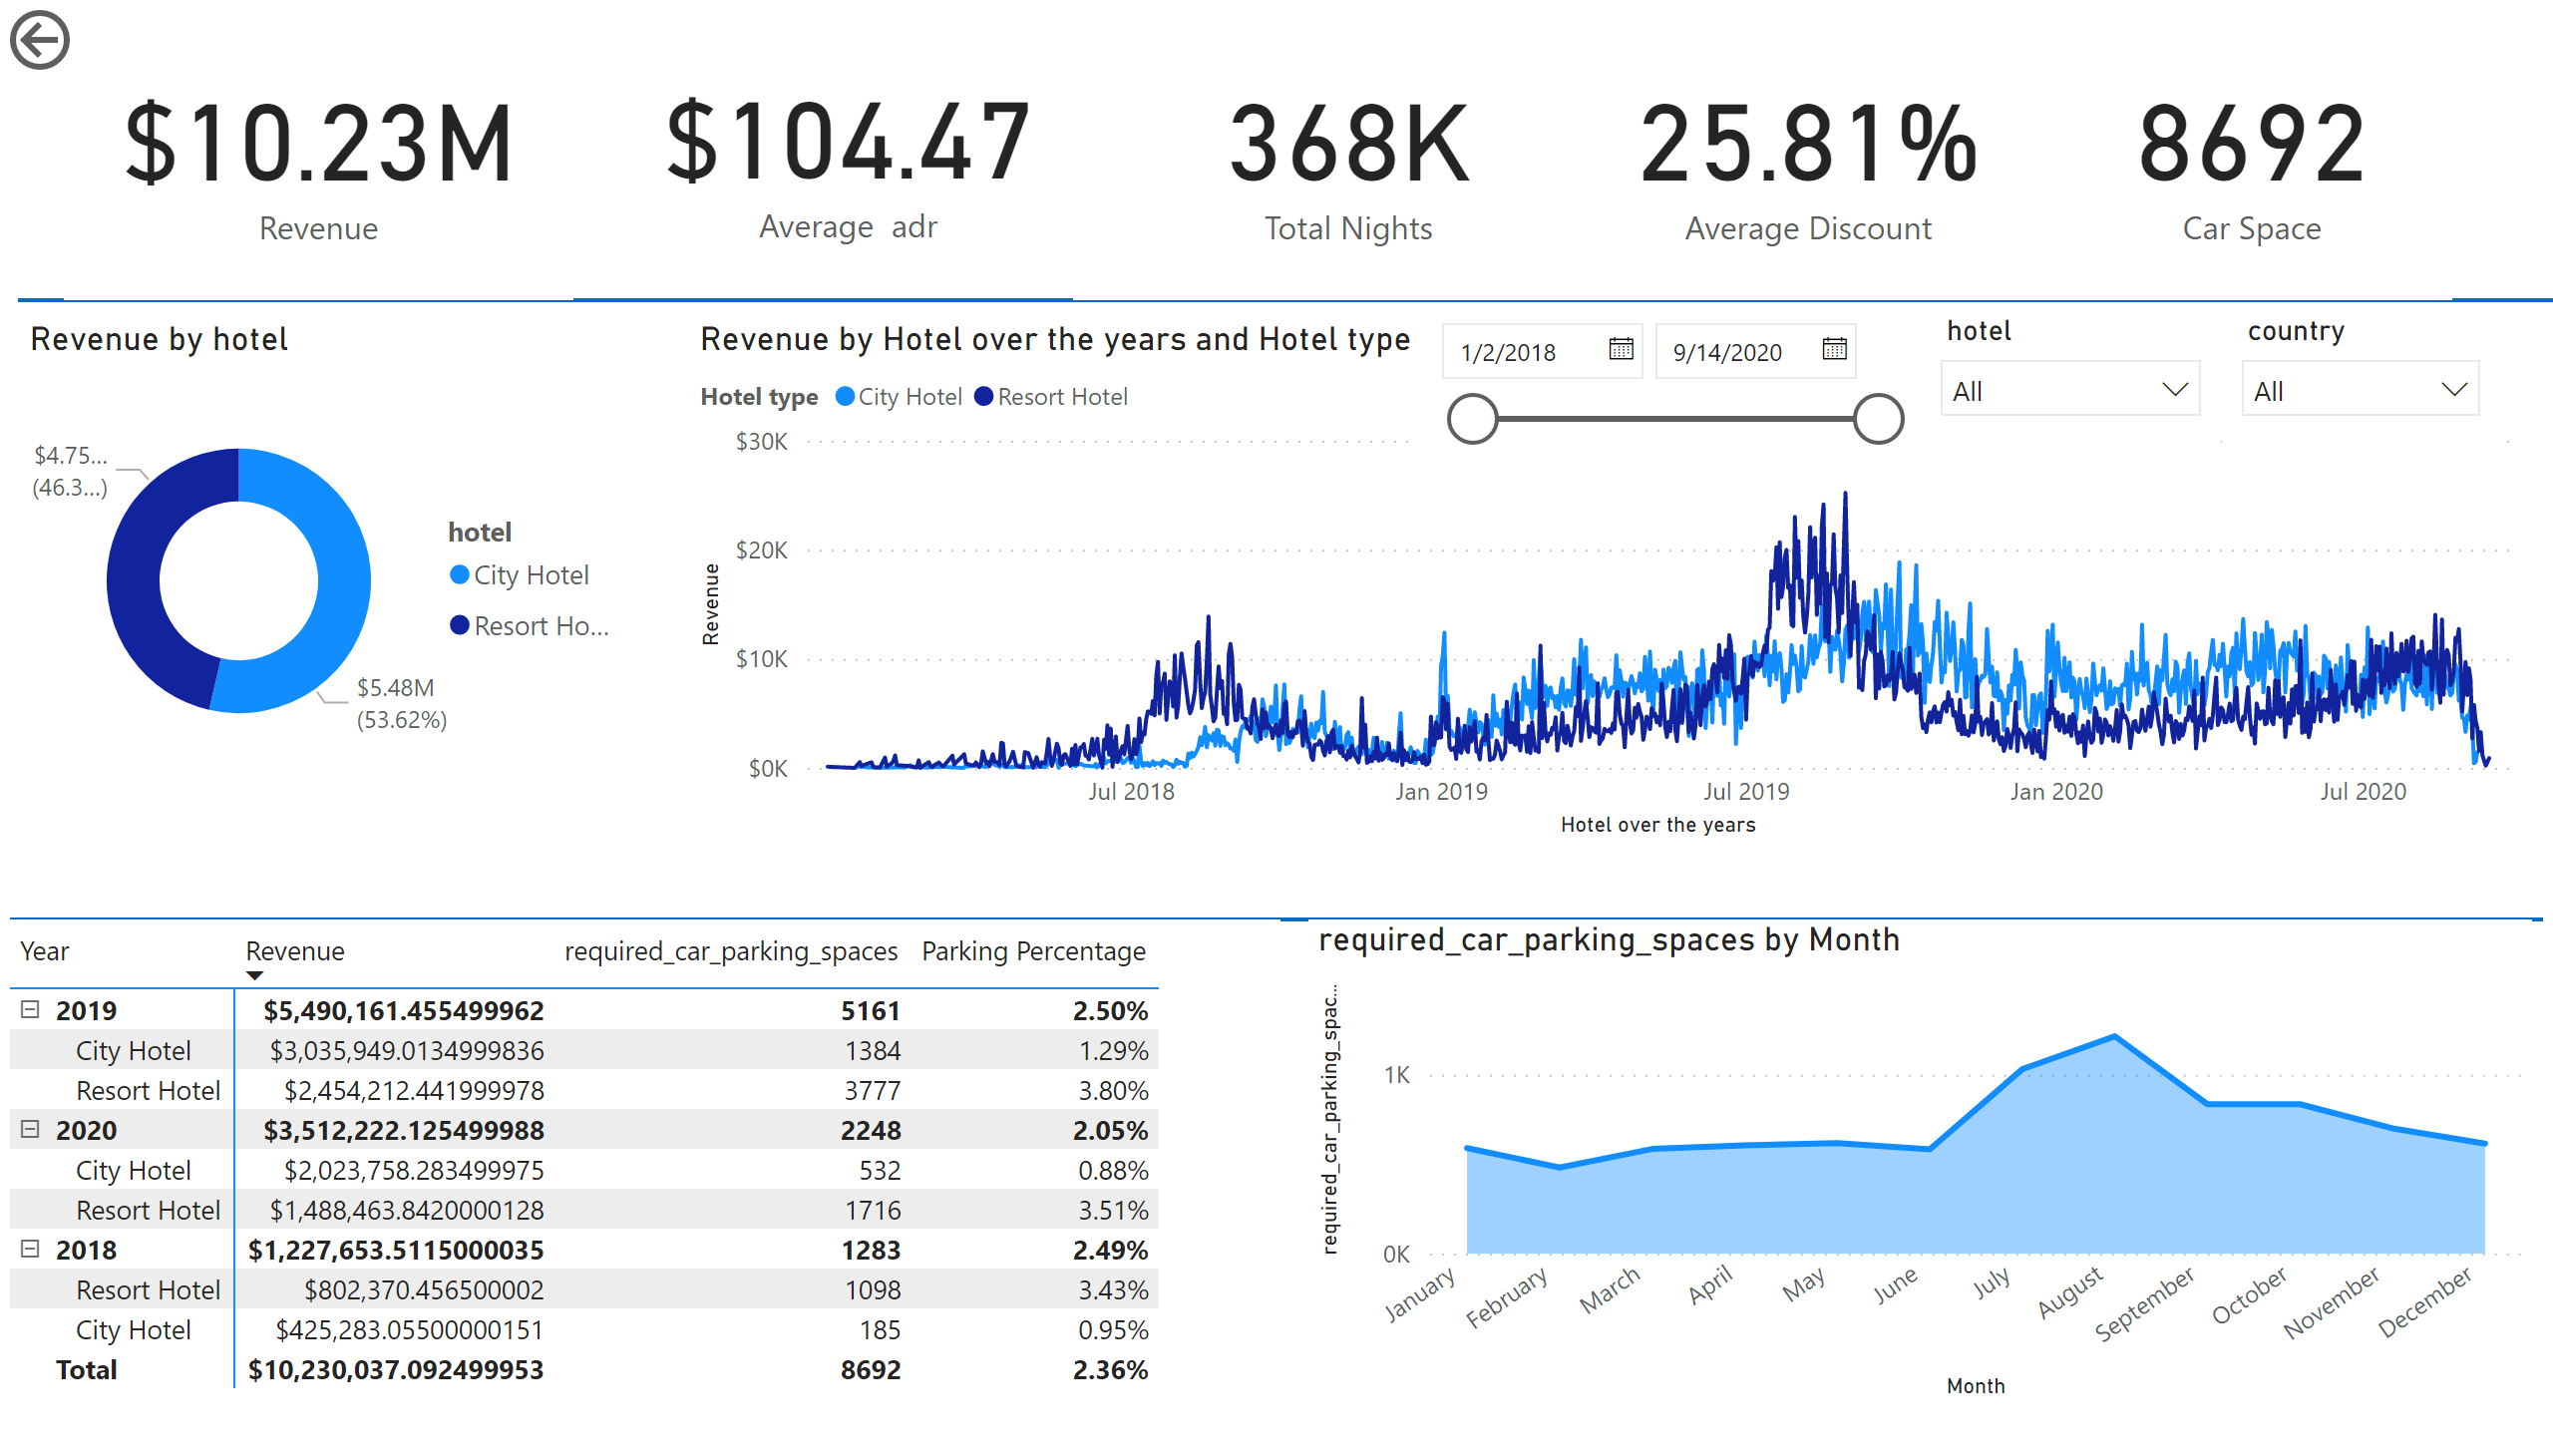 $10.23M
Revenue
$104.47
Average adr
368K
Total Nights
25.81%
Average Discount
8692
Car Space
Revenue by hotel
$4.75...
(46.3...)
hotel
City Hotel
Resort Ho...
$5.48M
(53.62%)
Revenue by Hotel over the years and Hotel type
Hotel type City Hotel Resort Hotel
1/2/2018
9/14/2020
hotel
All
country
All
Revenue
$30K
$20K
$10K
$0K
Jul 2018 Jan 2019 Jul 2019 Jan 2020 Jul 2020
Hotel over the years
Year Revenue required_car_parking_spaces Parking Percentage
2019 $5,490,161.455499962 5161 2.50%
City Hotel $3,035,949.0134999836 1384 1.29%
Resort Hotel $2,454,212.441999978 3777 3.80%
2020 $3,512,222.125499988 2248 2.05%
City Hotel $2,023,758.283499975 532 0.88%
Resort Hotel $1,488,463.8420000128 1716 3.51%
2018 $1,227,653.5115000035 1283 2.49%
Resort Hotel $802,370.456500002 1098 3.43%
City Hotel $425,283.05500000151 185 0.95%
Total $10,230,037.092499953 8692 2.36%
required_car_parking_spaces by Month
required_car_parking_spac...
1K
0K
January February March April May June July August September October November December
Month